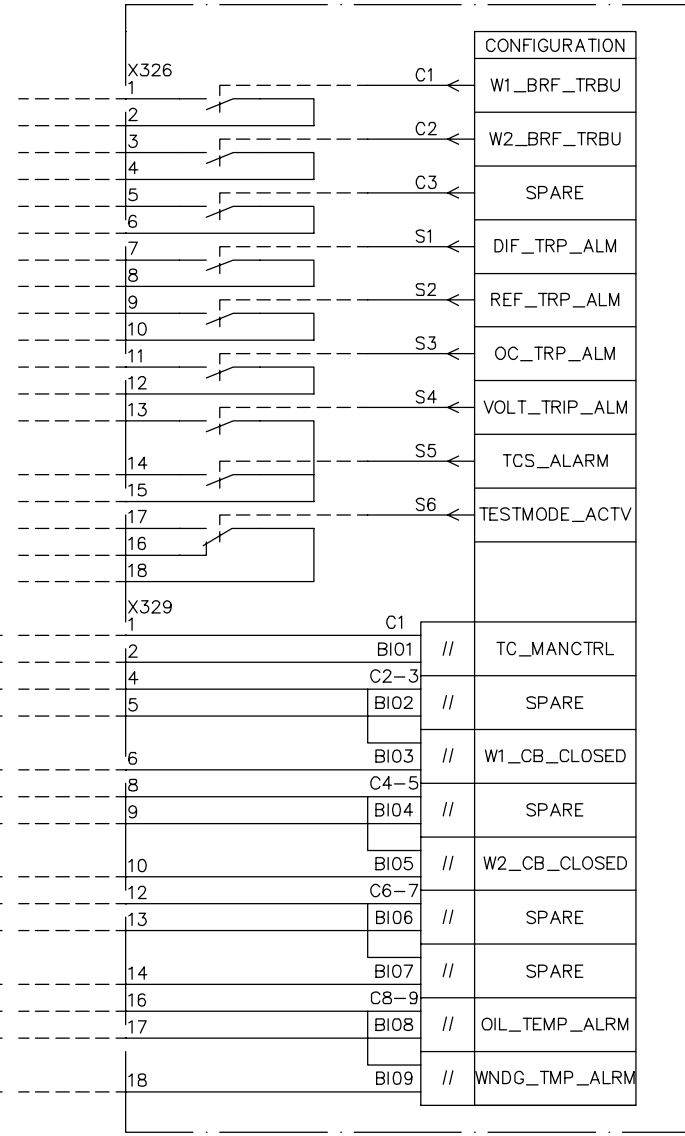 CONFIGURATION
X326
1
C1
W1_BRF_TRBU
2
3
C2
W2_BRF_TRBU
4
5
C3
SPARE
6
7
S1
DIF_TRP_ALM
8
9
S2
REF_TRP_ALM
10
11
S3
OC_TRP_ALM
12
13
S4
VOLT_TRIP_ALM
14
S5
TCS_ALARM
15
17
S6
TESTMODE_ACTV
16
18
X329
1
C1
2
BI01 // TC_MANCTRL
4
C2-3
5
BI02 // SPARE
6
BI03 // W1_CB_CLOSED
8
C4-5
9
BI04 // SPARE
10
BI05 // W2_CB_CLOSED
12
C6-7
13
BI06 // SPARE
14
BI07 // SPARE
16
C8-9
17
BI08 // OIL_TEMP_ALRM
18
BI09 // WNDG_TMP_ALRM